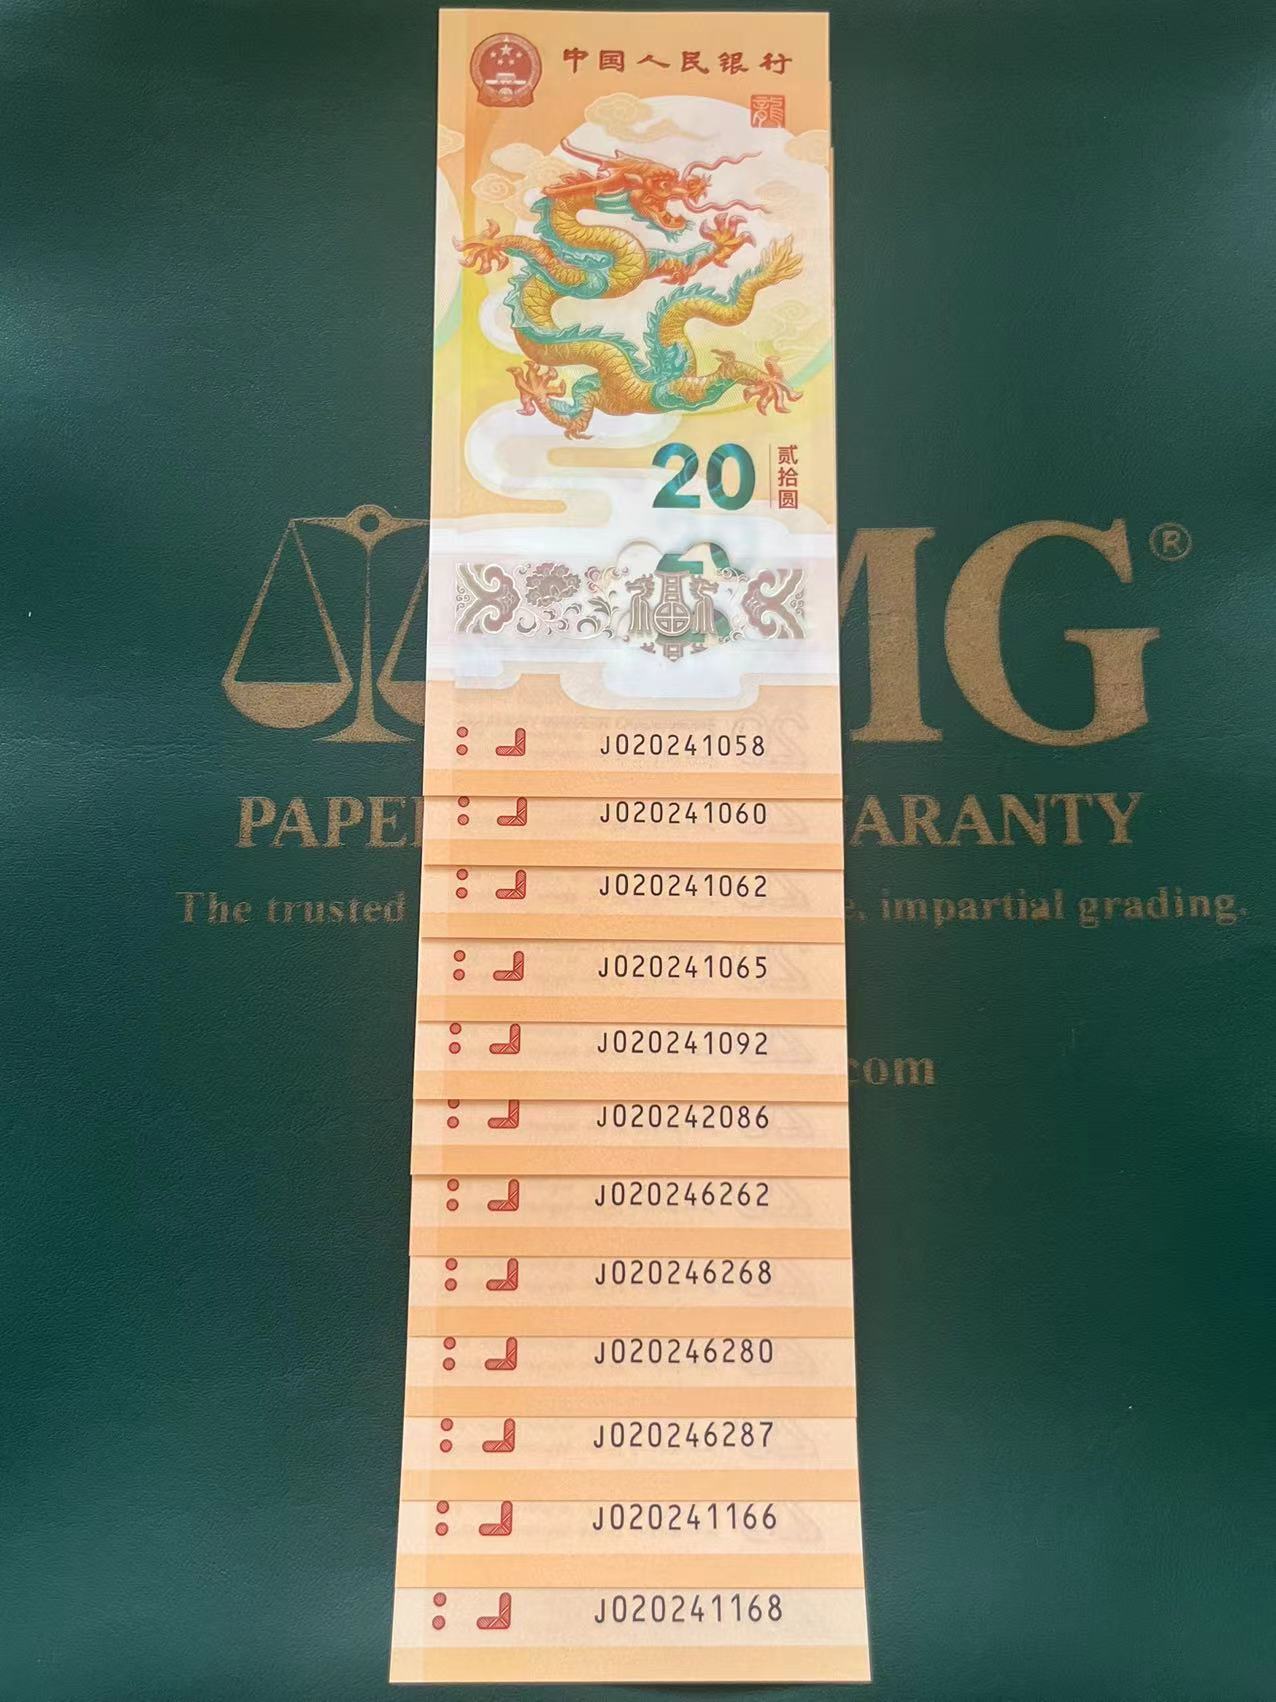 中国人民银行
龍
20
贰拾圆
MG®
PAPE ARANTY
The trusted e, impartial grading.
.com
J020241058
J020241060
J020241062
J020241065
J020241092
J020242086
J020246262
J020246268
J020246280
J020246287
J020241166
J020241168